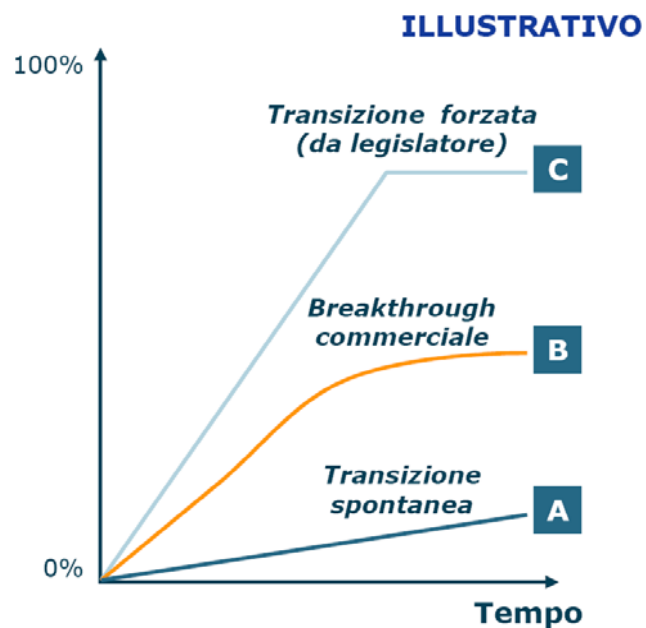 ILLUSTRATIVO
100%
Transizione forzata
(da legislatore)
C
Breakthrough
commerciale
B
Transizione
spontanea
A
0%
Tempo